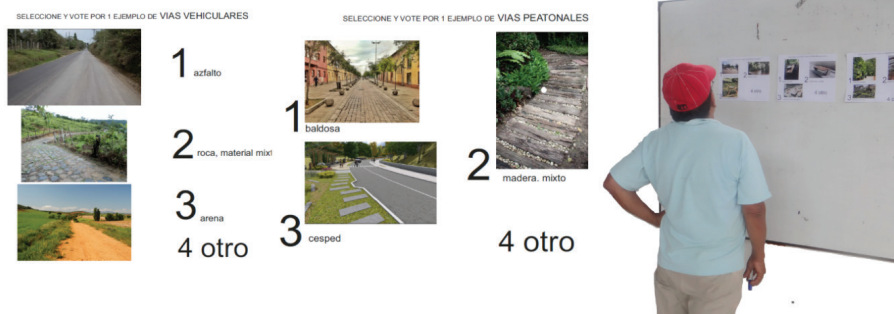 SELECCIONE Y VOTE POR 1 EJEMPLO DE VIAS VEHICULARES
1 azfalto
2 roca, material mixt
3 arena
4 otro
SELECCIONE Y VOTE POR 1 EJEMPLO DE VIAS PEATONALES
1 baldosa
2 madera. mixto
3 cesped
4 otro